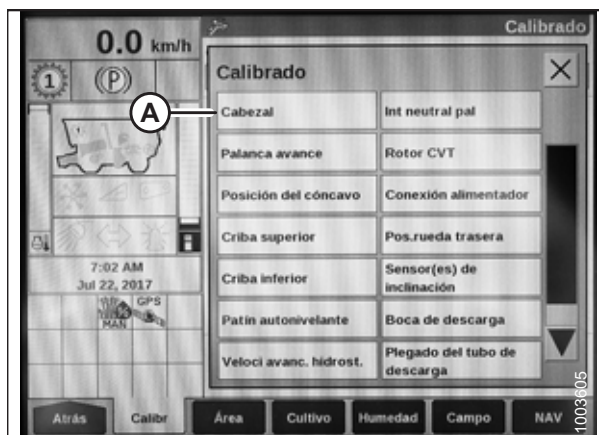 0.0 km/h
Calibrado
1
(P)
Calibrado
X
A
Cabezal
Int neutral pal
Palanca avance
Rotor CVT
Posición del cóncavo
Conexión alimentador
Criba superior
Pos.rueda trasera
Criba inferior
Sensor(es) de
inclinación
Patín autonivelante
Boca de descarga
Veloci avanc. hidrost.
Plegado del tubo de
descarga
7:02 AM
Jul 22, 2017
GPS
MAN
Atrás
Calibr
Área
Cultivo
Humedad
Campo
NAV
1003605